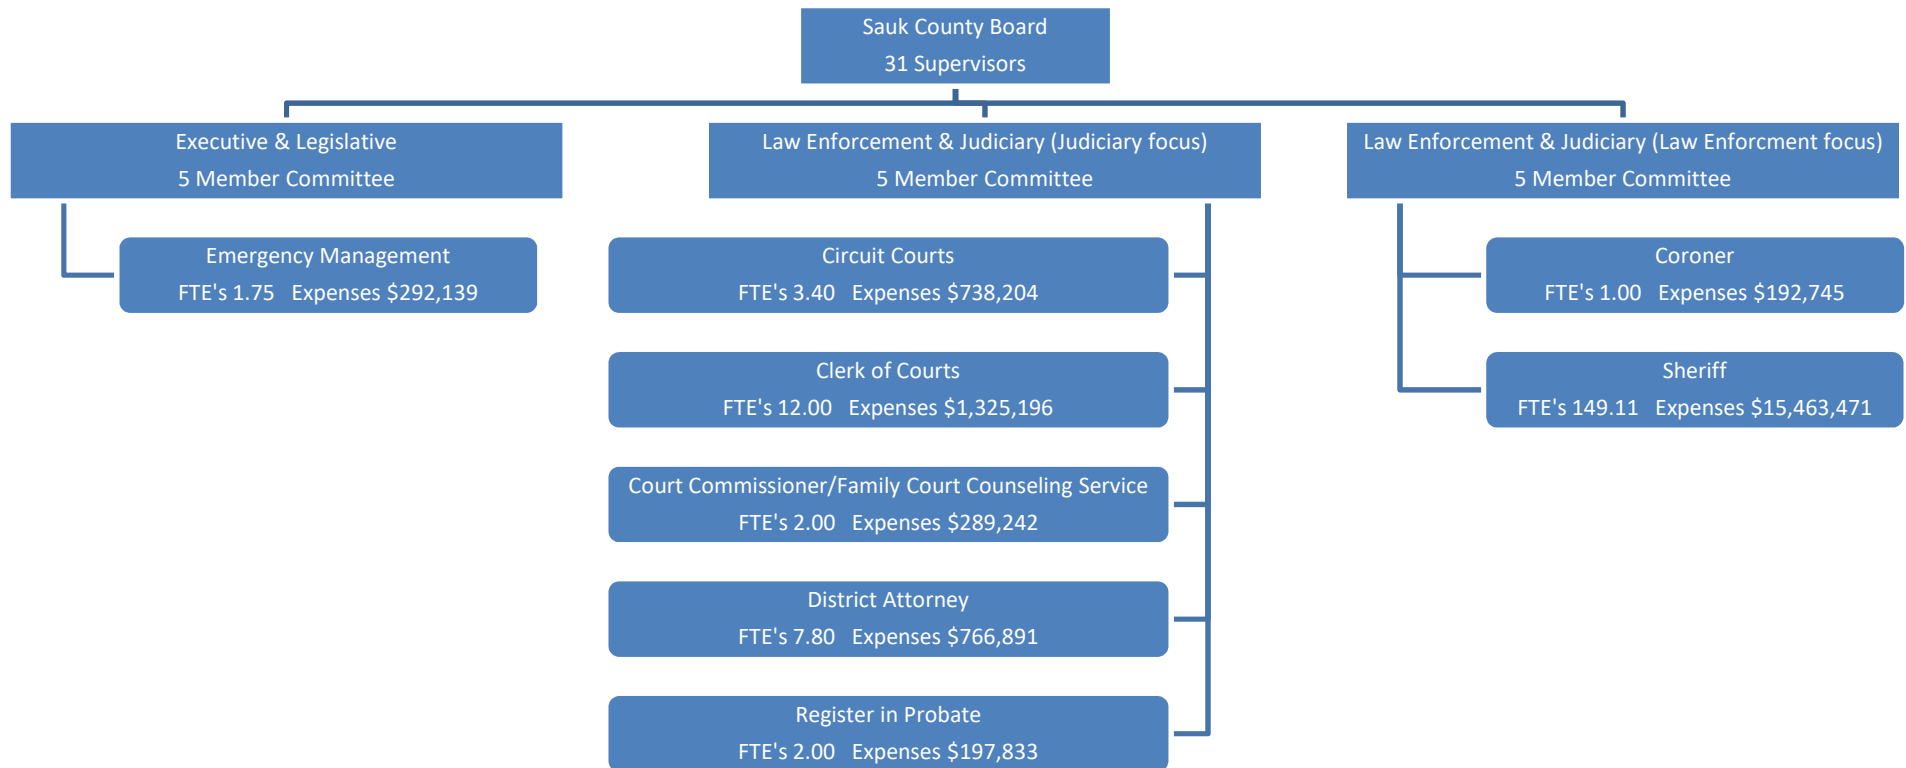 Sauk County Board
31 Supervisors
Executive & Legislative
5 Member Committee
Emergency Management
FTE's 1.75   Expenses $292,139
Law Enforcement & Judiciary (Judiciary focus)
5 Member Committee
Circuit Courts
FTE's 3.40   Expenses $738,204
Clerk of Courts
FTE's 12.00   Expenses $1,325,196
Court Commissioner/Family Court Counseling Service
FTE's 2.00   Expenses $289,242
District Attorney
FTE's 7.80   Expenses $766,891
Register in Probate
FTE's 2.00   Expenses $197,833
Law Enforcement & Judiciary (Law Enforcment focus)
5 Member Committee
Coroner
FTE's 1.00   Expenses $192,745
Sheriff
FTE's 149.11   Expenses $15,463,471